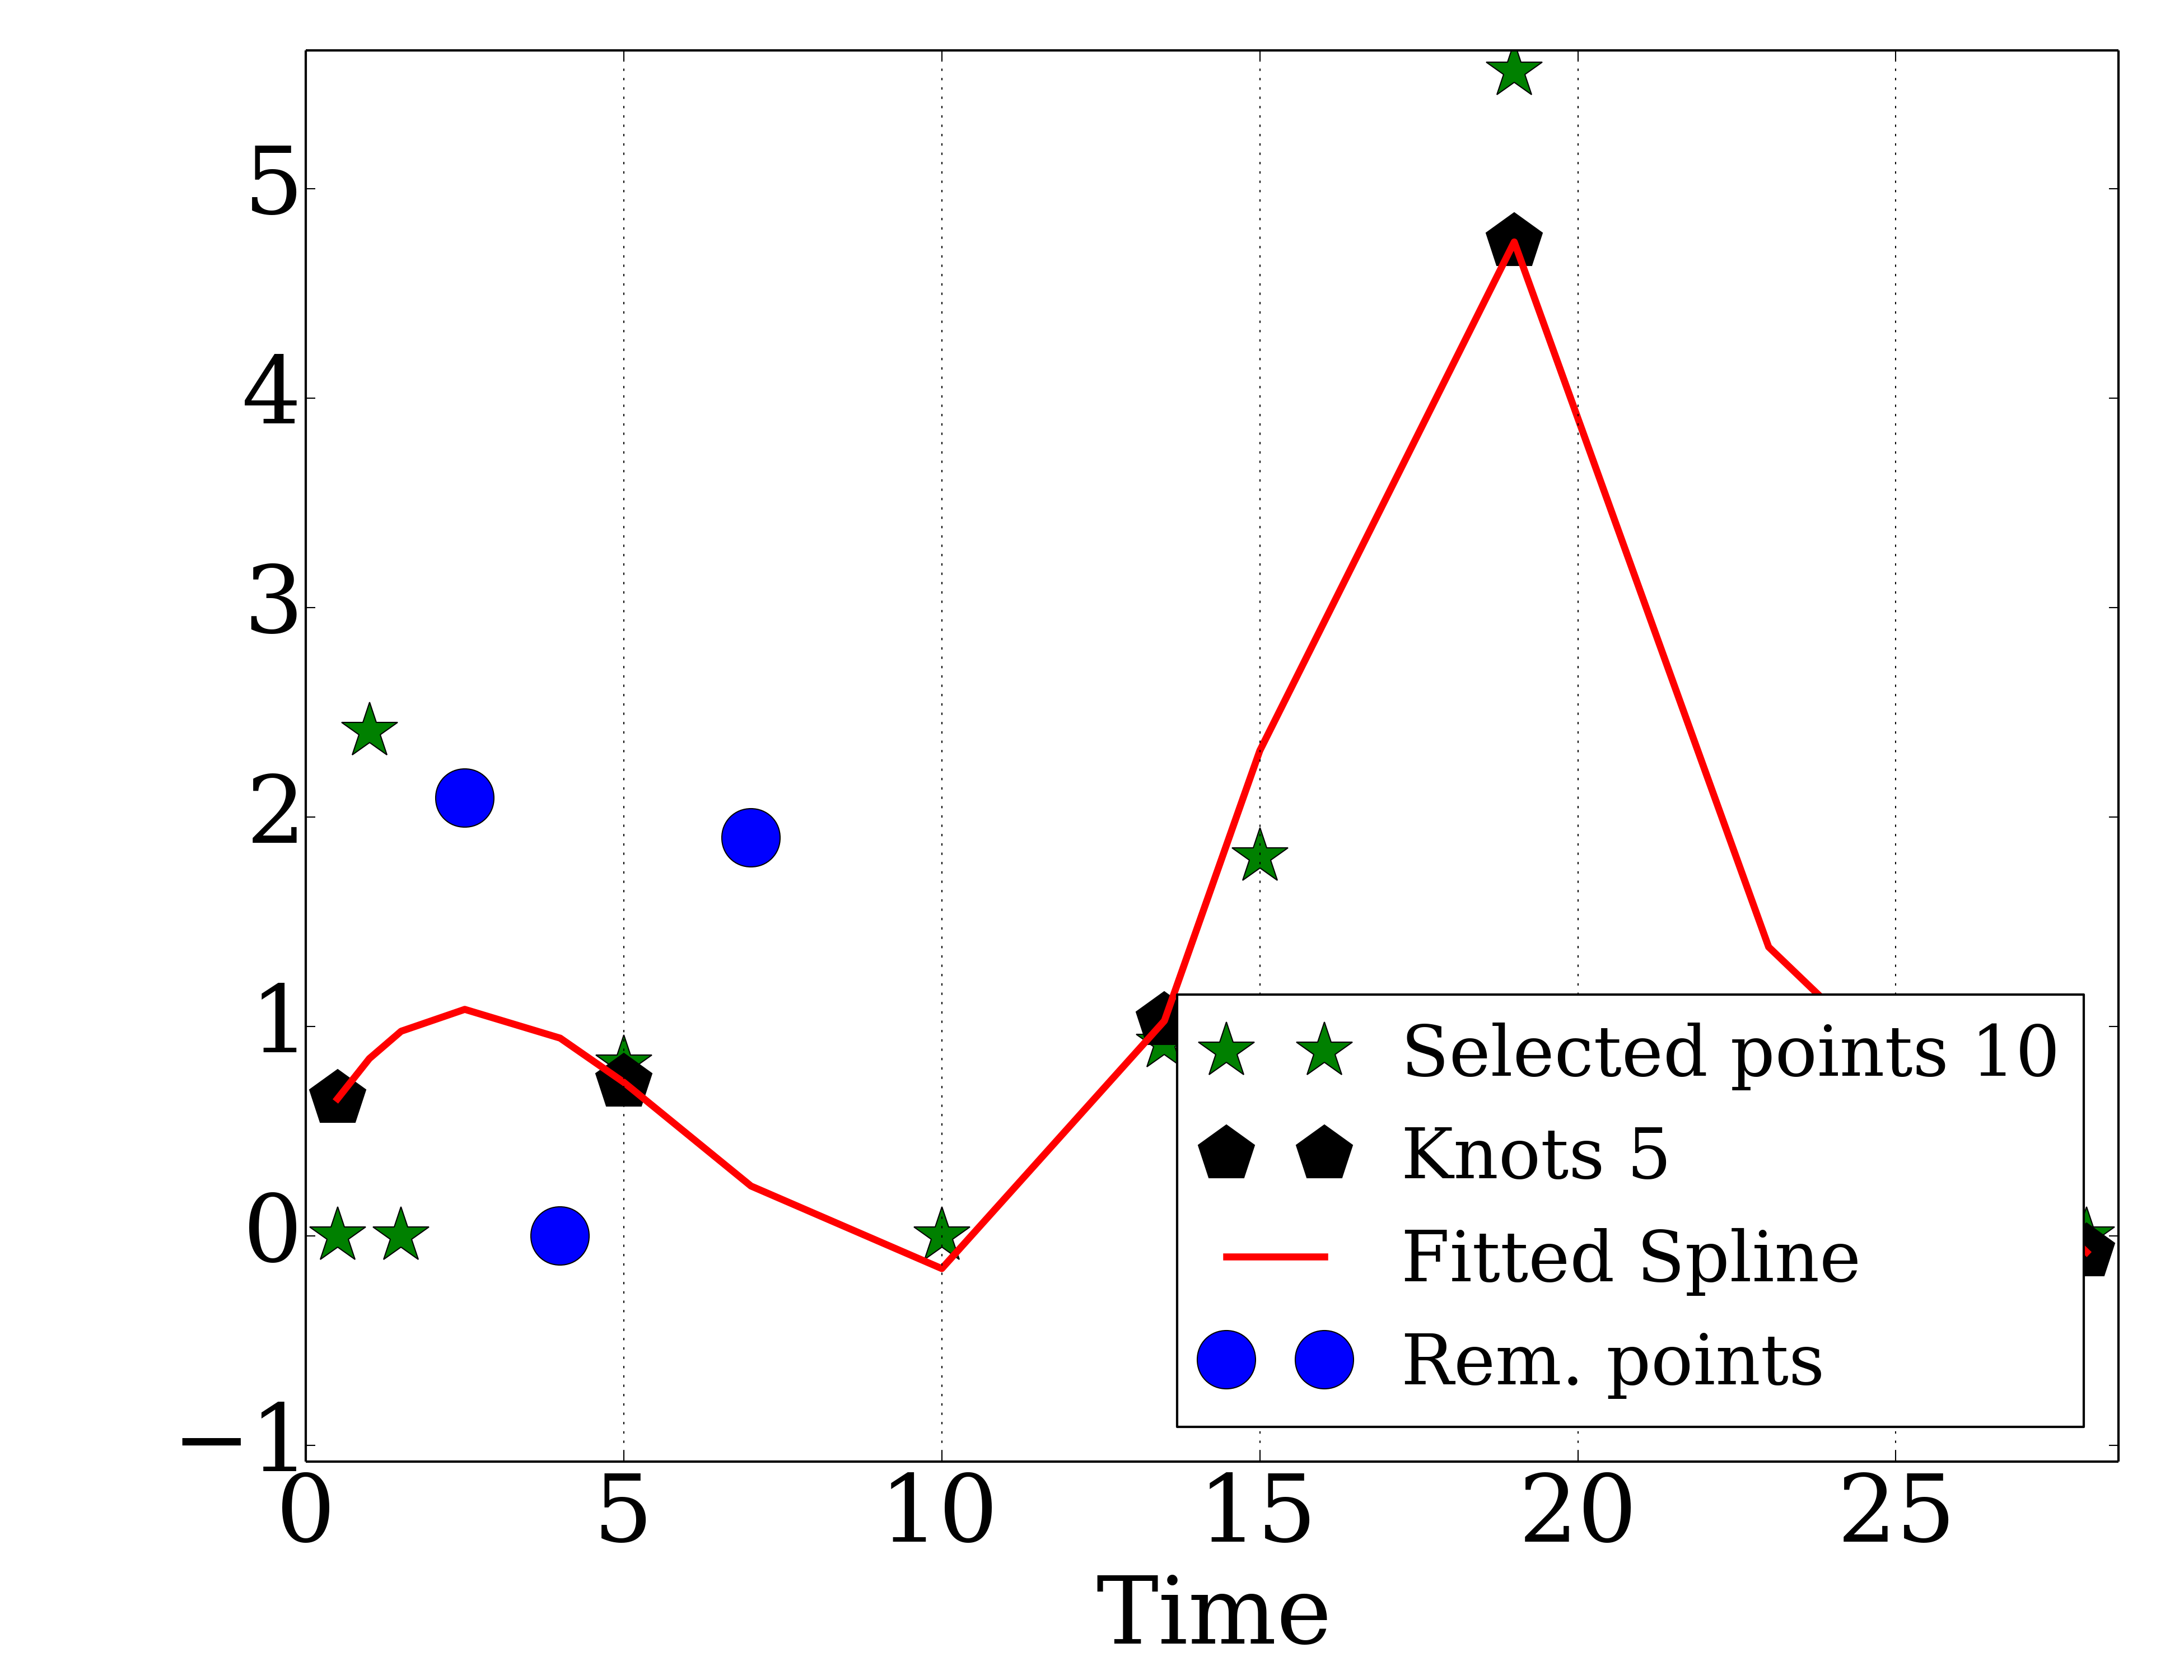 5
4
3
2
1
0
−1
Selected points 10
Knots 5
Fitted Spline
Rem. points
0 5 10 15 20 25
Time